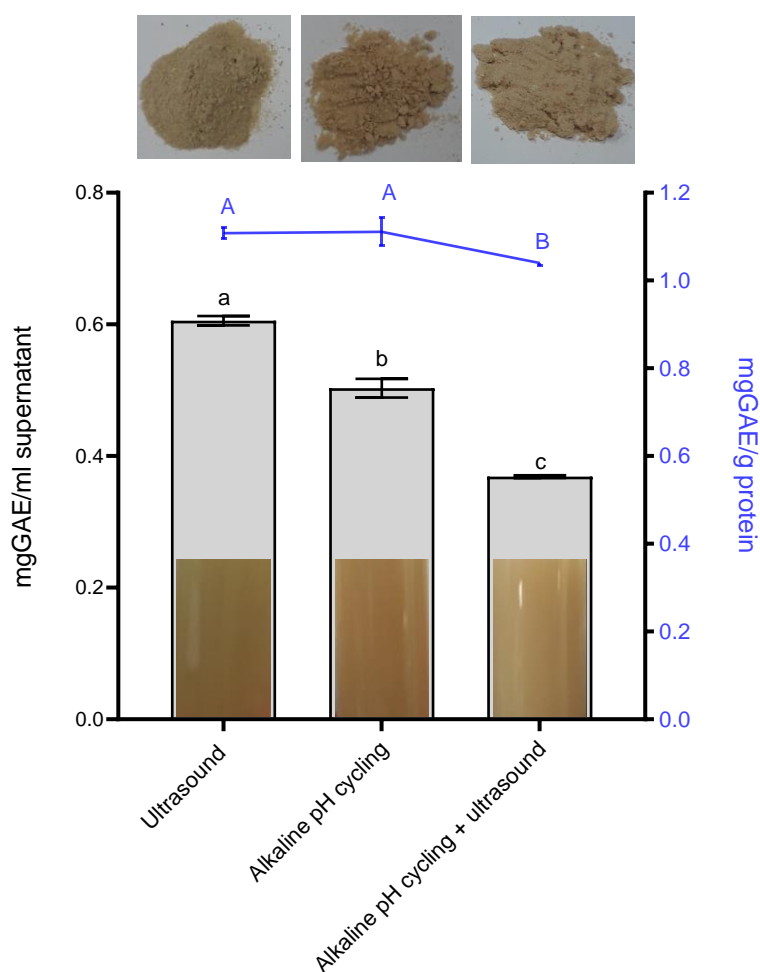 0.8
0.6
0.4
0.2
0.0
mgGAE/ml supernatant
A
A
B
a
b
c
1.2
1.0
0.8
0.6
0.4
0.2
0.0
mgGAE/g protein
Ultrasound
Alkaline pH cycling
Alkaline pH cycling + ultrasound